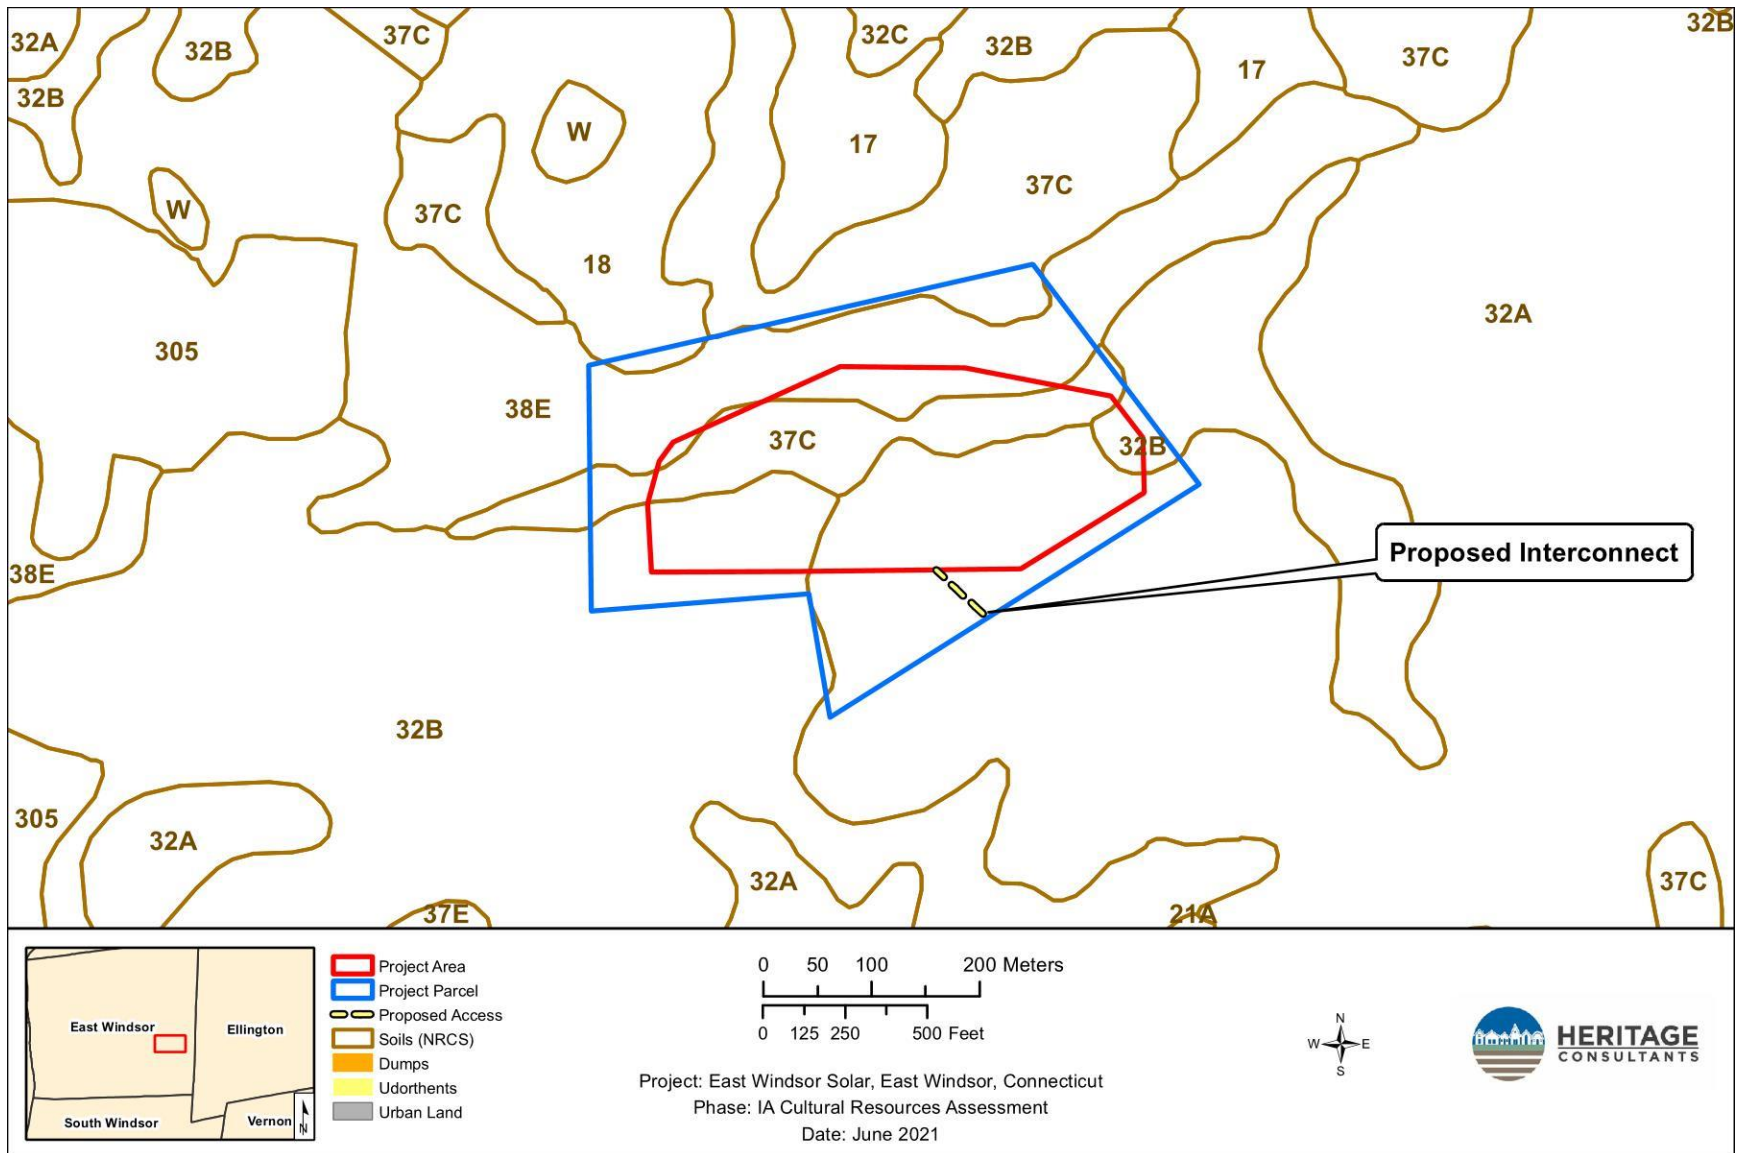 37C
32C
32B
32A
32B
32B
17
37C
32B
W
17
37C
W
37C
18
32A
305
38E
37C
32B
Proposed Interconnect
38E
32B
305
32A
32A
37C
37E
21A
East Windsor
Ellington
South Windsor
Vernon
N
Project Area
Project Parcel
Proposed Access
Soils (NRCS)
Dumps
Udorthents
Urban Land
0 50 100 200 Meters
0 125 250 500 Feet
Project: East Windsor Solar, East Windsor, Connecticut
Phase: IA Cultural Resources Assessment
Date: June 2021
N
W E
S
HERITAGE
CONSULTANTS